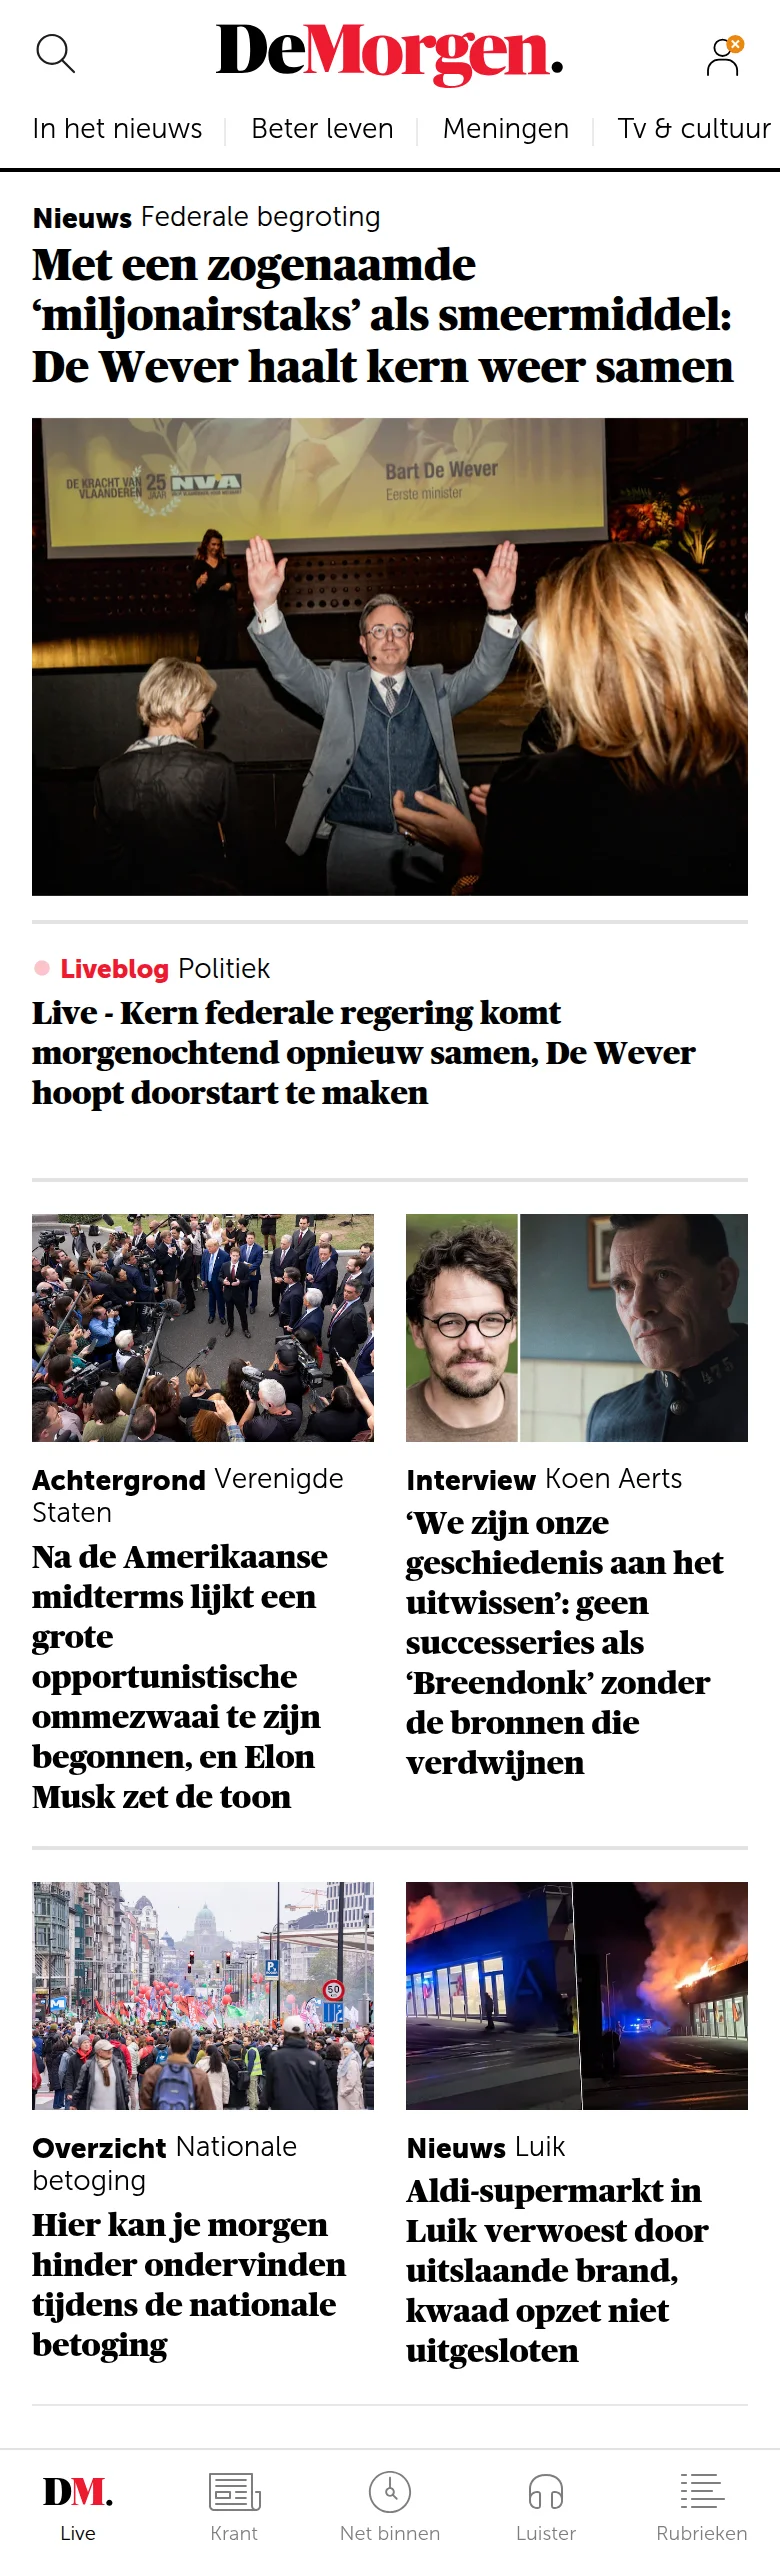 DeMorgen.
In het nieuws
Beter leven
Meningen
Tv & cultuur
Nieuws Federale begroting
Met een zogenaamde
‘miljonairstaks’ als smeermiddel:
De Wever haalt kern weer samen
DE KRACHT VAN
VLAANDEREN
25
JAAR
N-VA
Bart De Wever
Eerste minister
Liveblog Politiek
Live - Kern federale regering komt
morgenochtend opnieuw samen, De Wever
hoopt doorstart te maken
475
Achtergrond Verenigde
Staten
Na de Amerikaanse
midterms lijkt een
grote
opportunistische
ommezwaai te zijn
begonnen, en Elon
Musk zet de toon
Interview Koen Aerts
‘We zijn onze
geschiedenis aan het
uitwissen’: geen
successeries als
‘Breendonk’ zonder
de bronnen die
verdwijnen
P
50
Overzicht Nationale
betoging
Hier kan je morgen
hinder ondervinden
tijdens de nationale
betoging
Nieuws Luik
Aldi-supermarkt in
Luik verwoest door
uitslaande brand,
kwaad opzet niet
uitgesloten
DM.
Live
Krant
Net binnen
Luister
Rubrieken